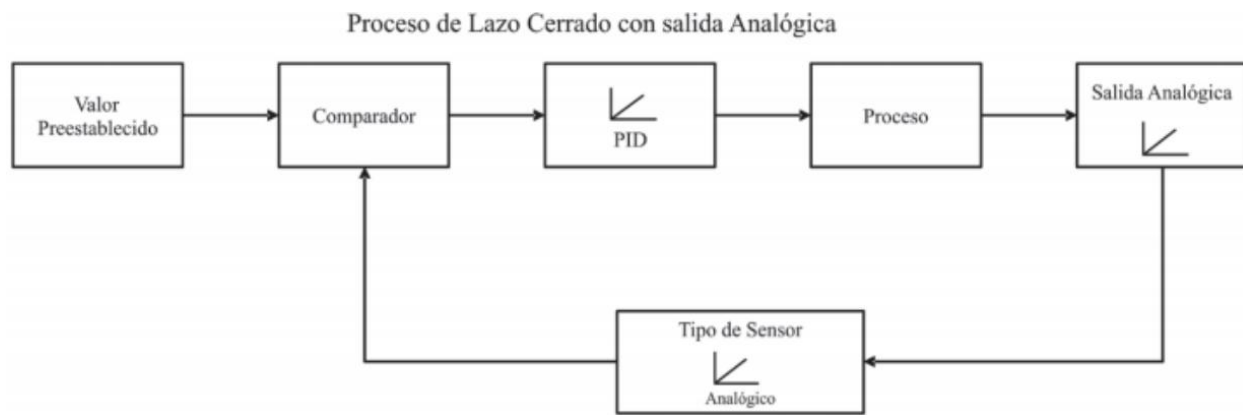 Proceso de Lazo Cerrado con salida Analógica
Valor
Preestablecido
Comparador
PID
Proceso
Salida Analógica
Tipo de Sensor
Analógico